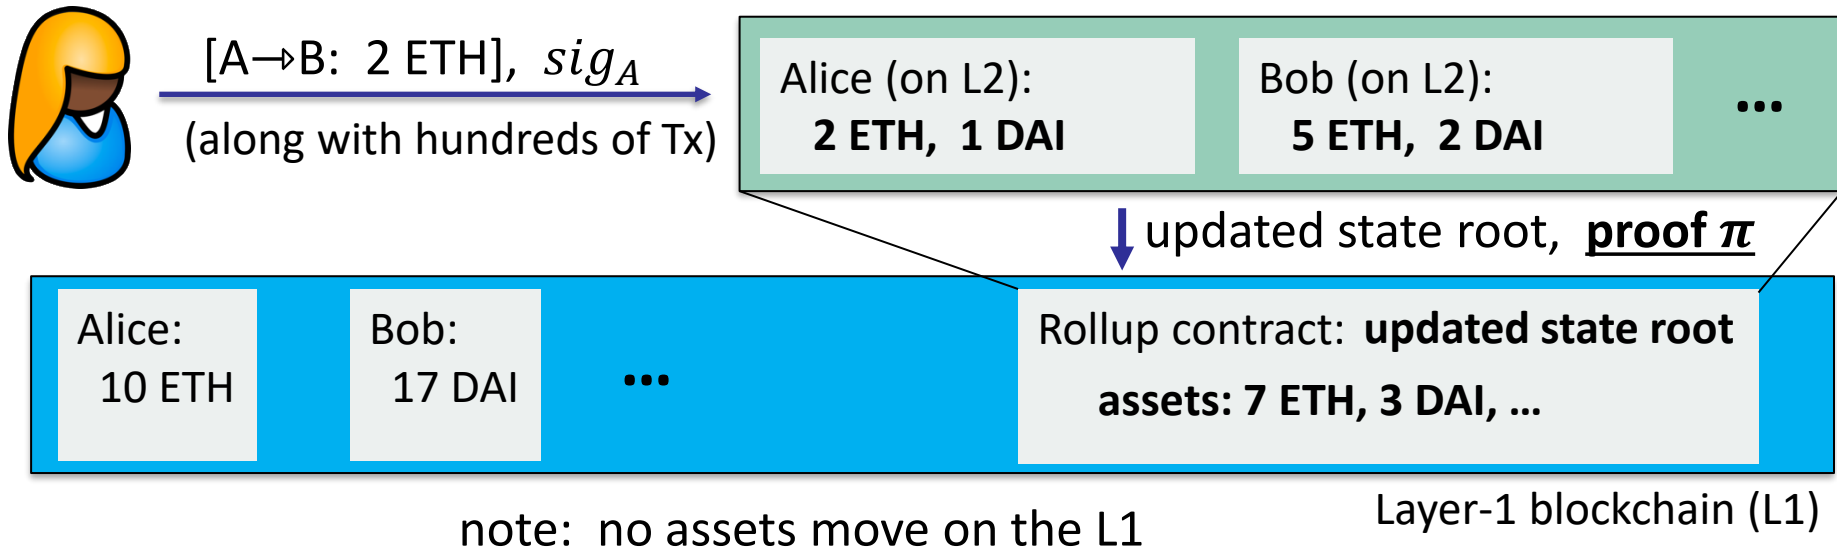 [A→B: 2 ETH], sig_A
(along with hundreds of Tx)
Alice (on L2):
2 ETH, 1 DAI
Bob (on L2):
5 ETH, 2 DAI
...
updated state root, proof π
Alice:
10 ETH
Bob:
17 DAI
...
Rollup contract: updated state root
assets: 7 ETH, 3 DAI, ...
Layer-1 blockchain (L1)
note: no assets move on the L1